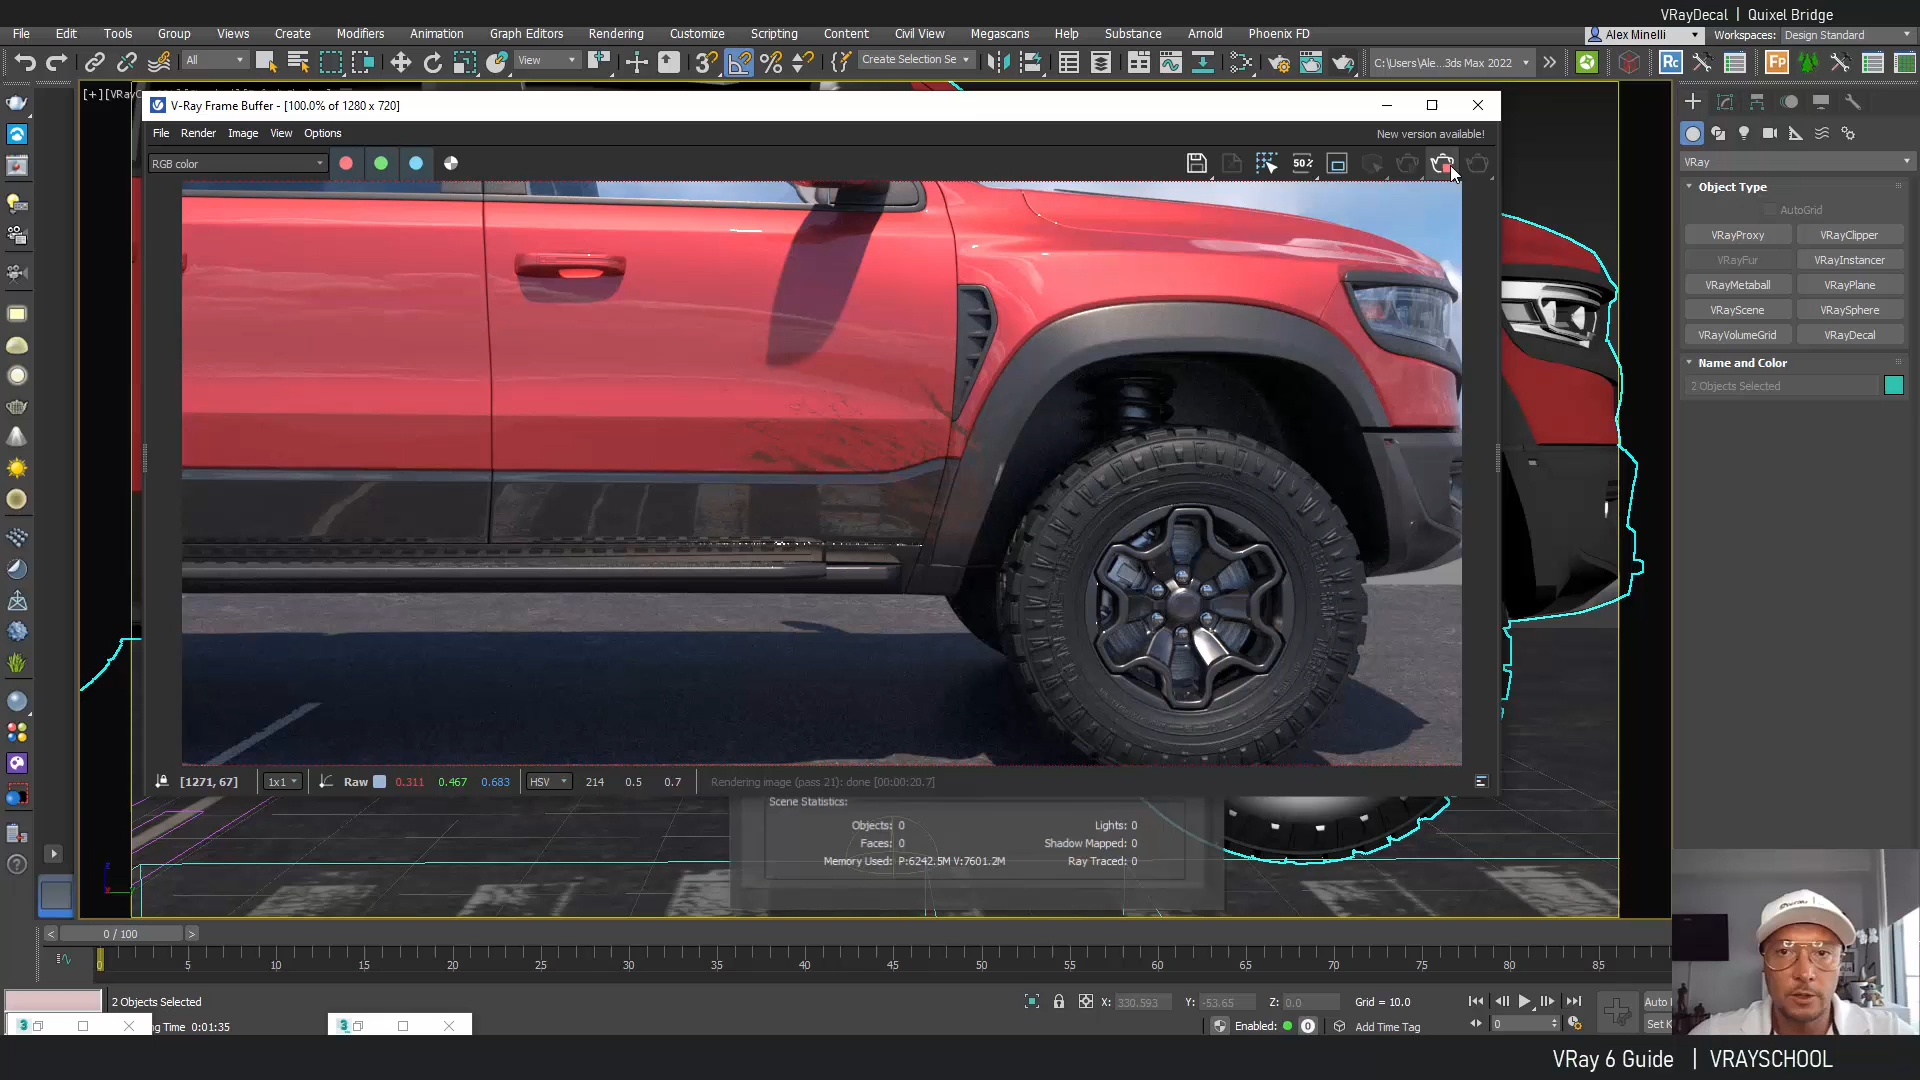 VRayDecal | Quixel Bridge
File Edit Tools Group Views Create Modifiers Animation Graph Editors Rendering Customize Scripting Civil View Content Megascans Help Substance Arnold Phoenix FD
Alex Minelli Workspaces: Design Standard
All View Create Selection Se C:\Users\Ale...3ds Max 2022
[+][VRayC
V-Ray Frame Buffer - [100.0% of 1280 x 720]
File Render Image View Options
New version available!
RGB color
50%
VRay
Object Type
AutoGrid
VRayProxy VRayClipper
VRayFur VRayInstancer
VRayMetaball VRayPlane
VRayScene VRaySphere
VRayVolumeGrid VRayDecal
Name and Color
2 Objects Selected
[1271, 67] 1x1 Raw 0.311 0.467 0.683 HSV 214 0.5 0.7 Rendering image (pass 21): done [00:00:20.7]
Scene Statistics:
Objects: 0 Lights: 0
Faces: 0 Shadow Mapped: 0
Memory Used: P:6242.5M V:7601.2M Ray Traced: 0
0 / 100
0 5 10 15 20 25 30 35 40 45 50 55 60 65 70 75 80 85
2 Objects Selected
X: 330.593 Y: -53.65 Z: 0.0 Grid = 10.0
Auto
ng Time 0:01:35
Enabled: 0 Add Time Tag
0
Set K
VRay 6 Guide | VRAYSCHOOL